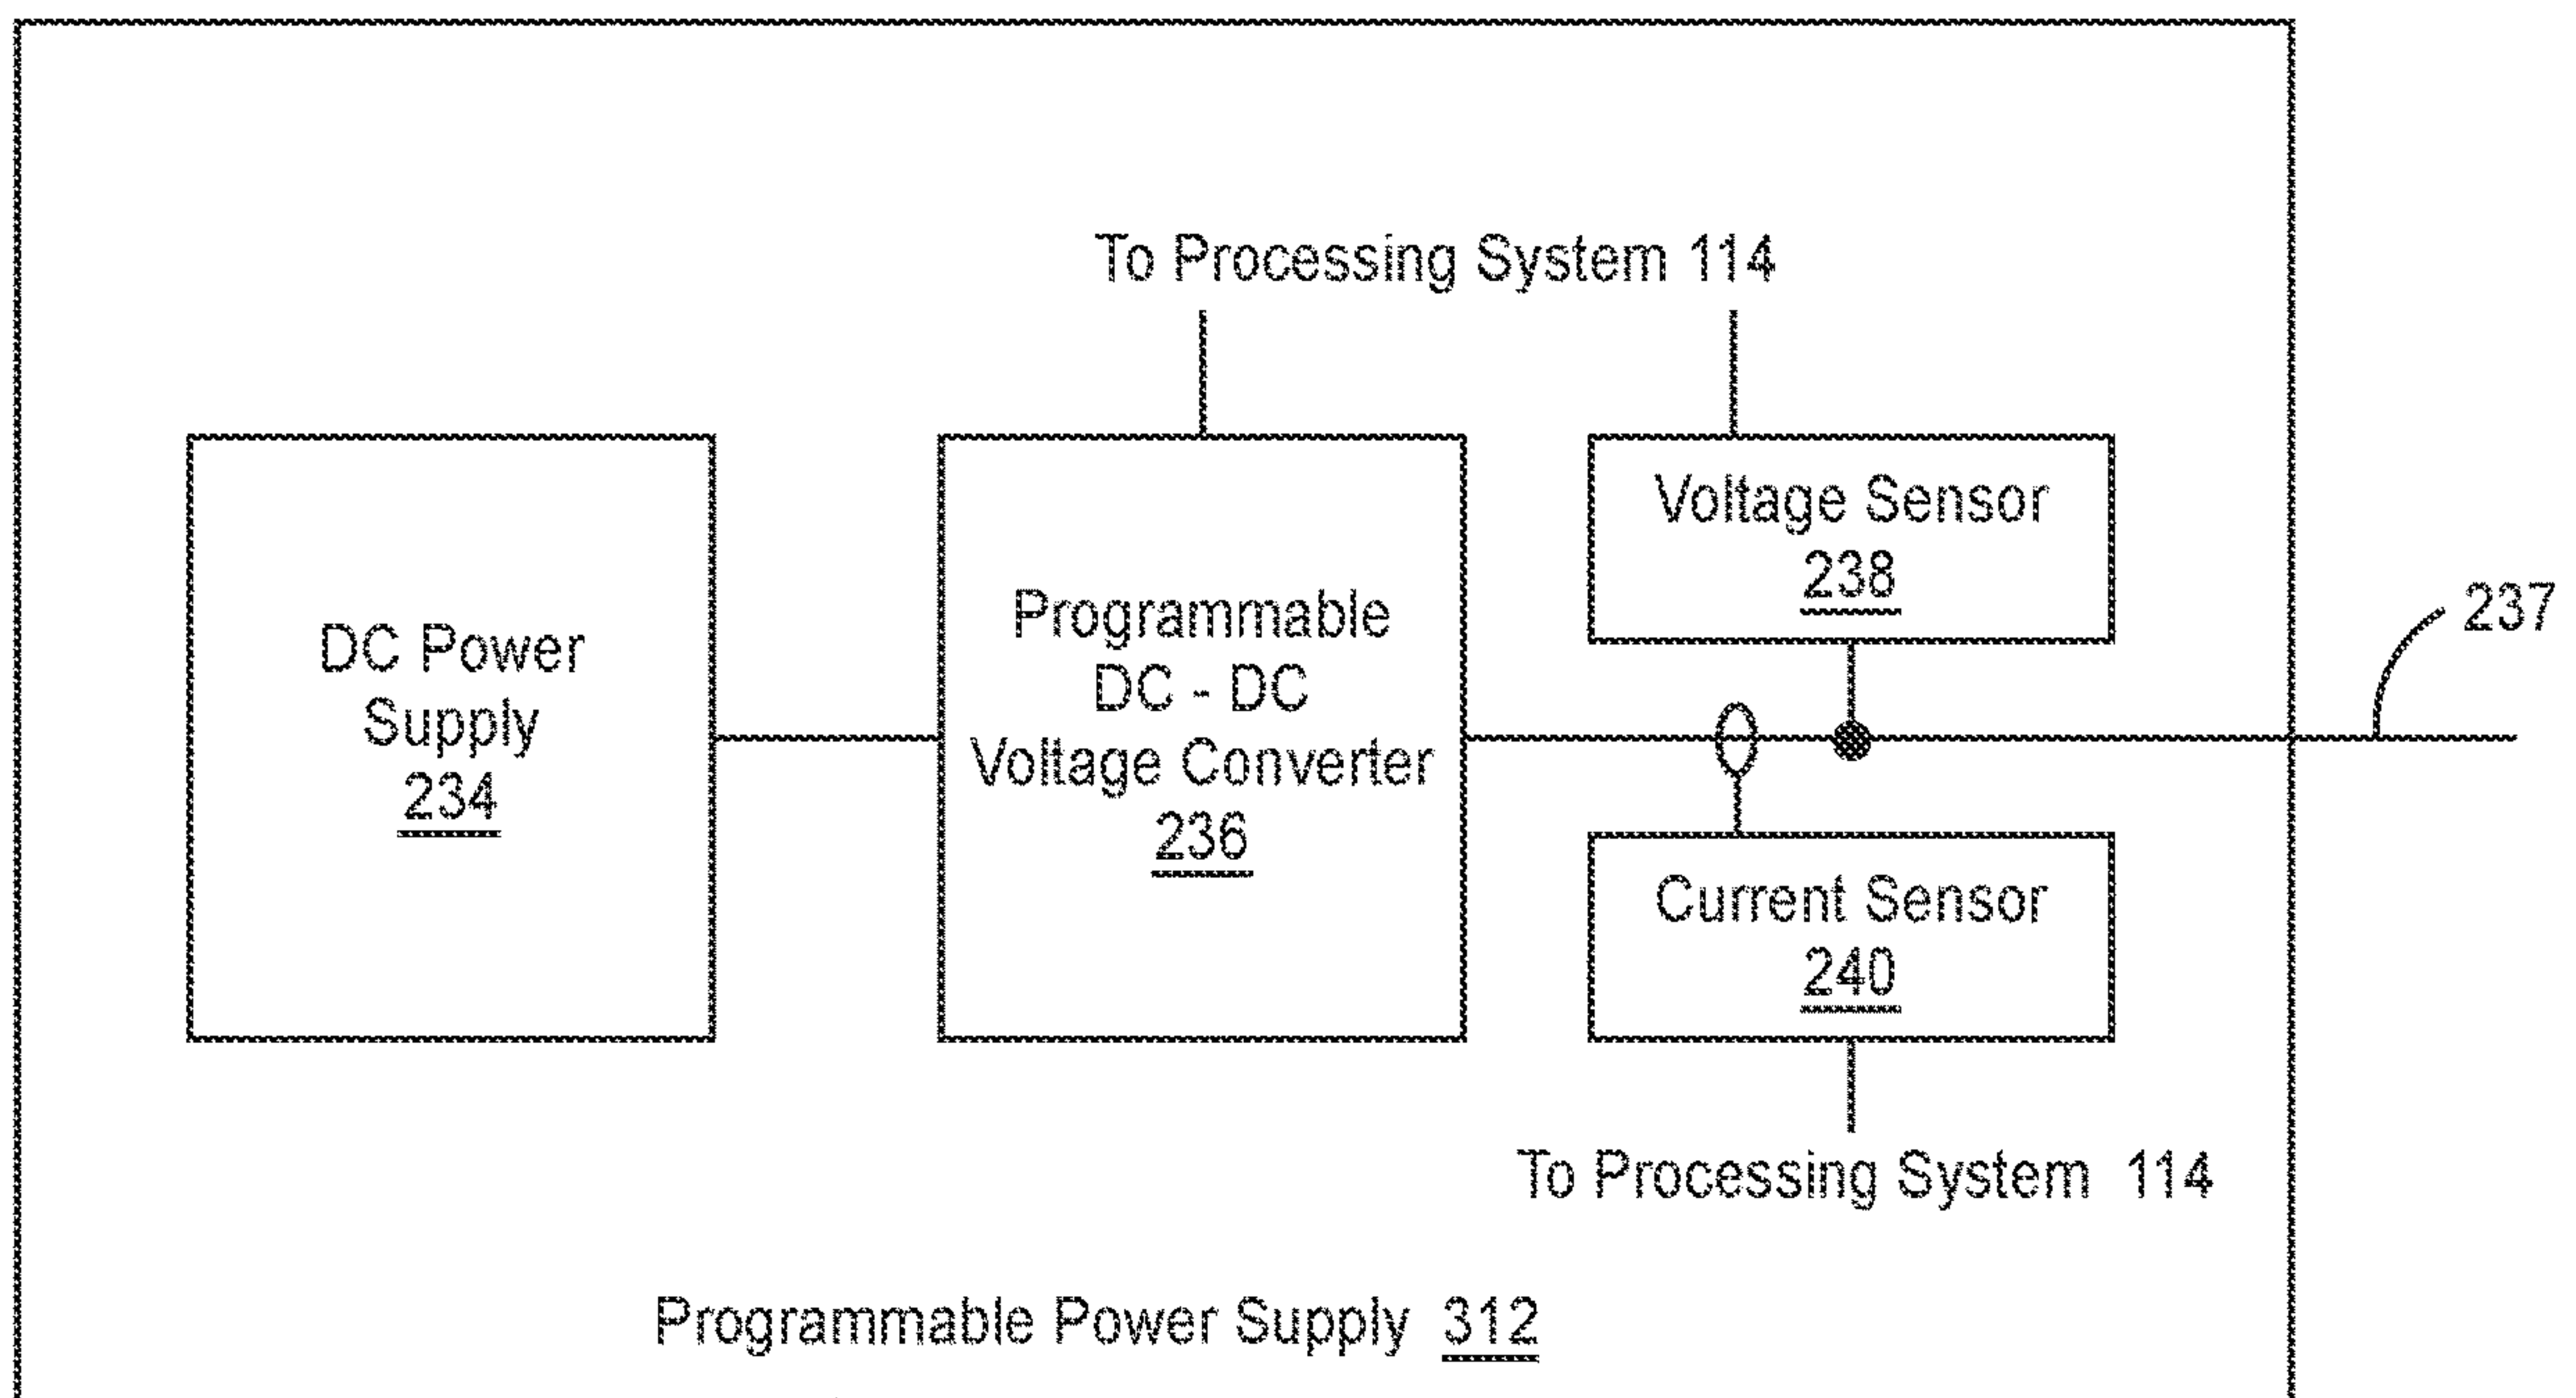 To Processing System 114
DC Power
Supply
234
Programmable
DC - DC
Voltage Converter
236
Voltage Sensor
238
237
Current Sensor
240
To Processing System 114
Programmable Power Supply 312